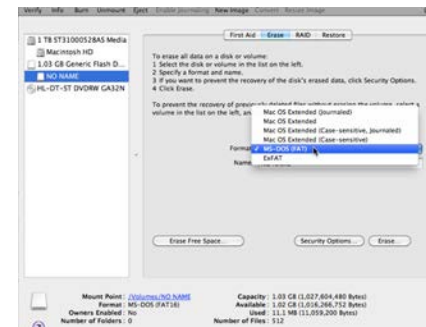 Verify Info Burn Unmount Eject Enable Journaling New Image Convert Resize Image
First Aid Erase RAID Restore
1 TB ST31000528AS Media
Macintosh HD
1.03 GB Generic Flash D...
NO NAME
HL-DT-ST DVDRW GA32N
To erase all data on a disk or volume:
1 Select the disk or volume in the list on the left.
2 Specify a format and name.
3 If you want to prevent the recovery of the disk's erased data, click Security Options.
4 Click Erase.
To prevent the recovery of previously deleted files without erasing the volume, select a
volume in the list on the left, an
Mac OS Extended (Journaled)
Mac OS Extended
Mac OS Extended (Case-sensitive, Journaled)
Mac OS Extended (Case-sensitive)
Format ✓ MS-DOS (FAT)
ExFAT
Name
Erase Free Space... Security Options... Erase...
Mount Point: /Volumes/NO NAME Capacity: 1.03 GB (1,027,604,480 Bytes)
Format: MS-DOS (FAT16) Available: 1.02 GB (1,016,266,752 Bytes)
Owners Enabled: No Used: 11.1 MB (11,059,200 Bytes)
Number of Folders: 0 Number of Files: 512
?